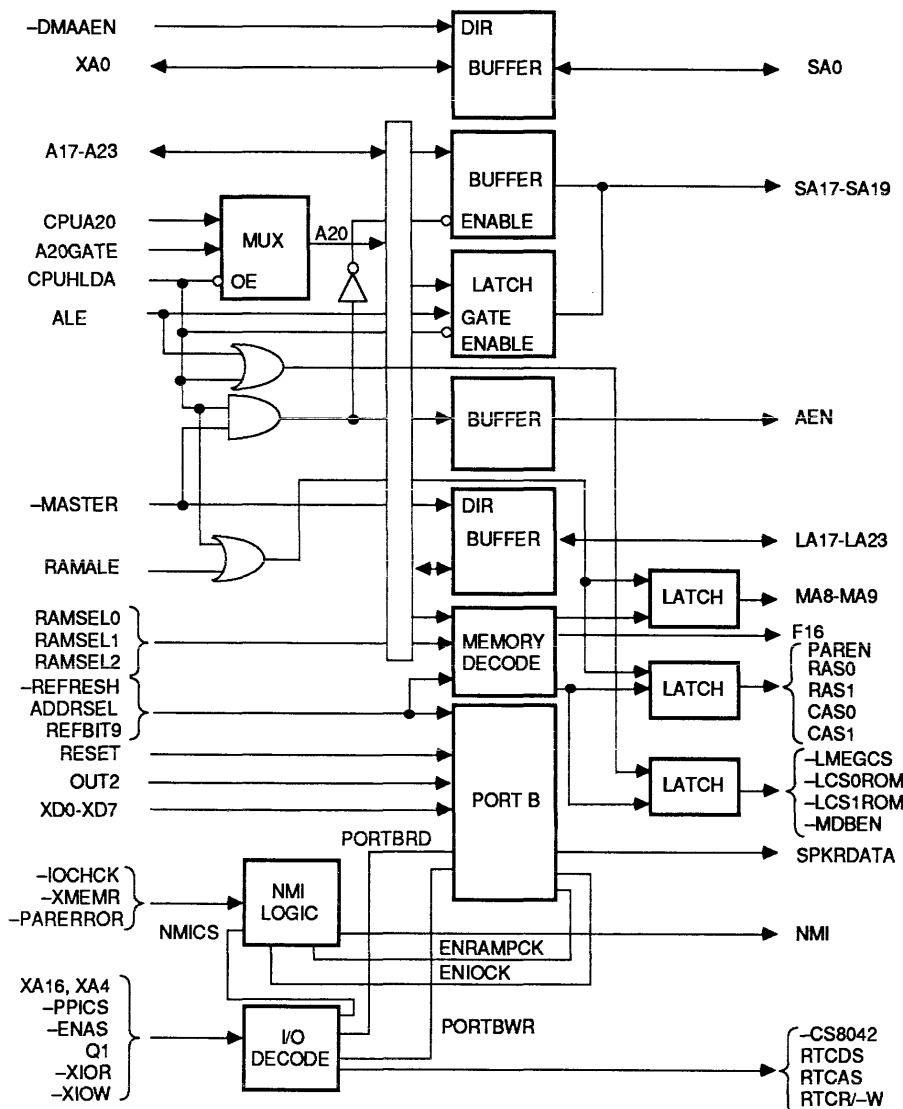 -DMAAEN
DIR
XA0
BUFFER
SA0
A17-A23
BUFFER
SA17-SA19
CPUA20
MUX
A20
ENABLE
A20GATE
CPUHLDA
OE
LATCH
ALE
GATE
ENABLE
BUFFER
AEN
-MASTER
DIR
BUFFER
LA17-LA23
RAMALE
LATCH
MA8-MA9
RAMSEL0
RAMSEL1
RAMSEL2
MEMORY
DECODE
F16
PAREN
RAS0
RAS1
CAS0
CAS1
LATCH
-REFRESH
ADDRSEL
REFBIT9
RESET
OUT2
XD0-XD7
PORT B
LATCH
-LMEGCS
-LCS0ROM
-LCS1ROM
-MDBEN
PORTBRD
SPKRDATA
-IOCHCK
-XMEMR
-PARERROR
NMI
LOGIC
NMICS
NMI
ENRAMPCK
ENIOCK
XA16, XA4
-PPICS
-ENAS
Q1
-XIOR
-XIOW
I/O
DECODE
PORTBWR
-CS8042
RTCDS
RTCAS
RTCR/-W